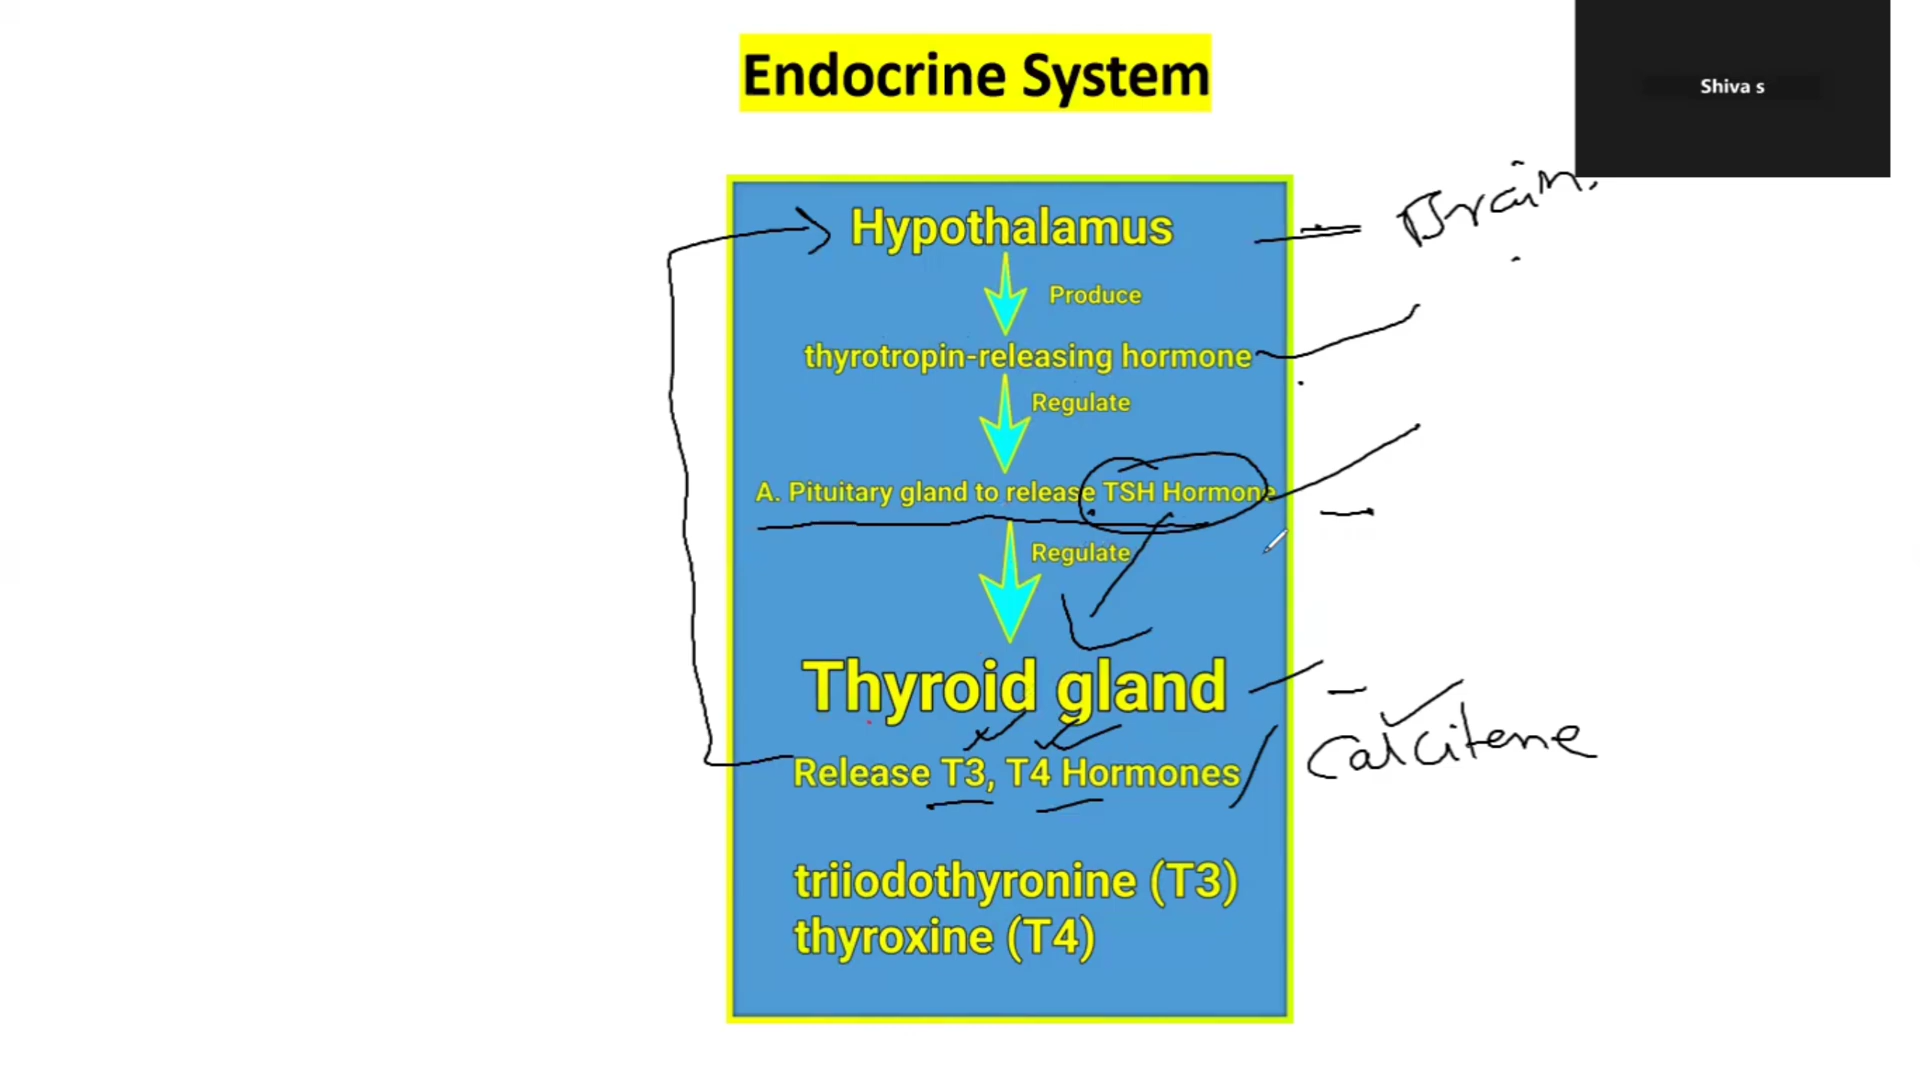 Endocrine System
Shiva s
Hypothalamus
Brain.
Produce
thyrotropin-releasing hormone
Regulate
A. Pituitary gland to release TSH Hormone
Regulate
Thyroid gland
Calcitene
Release T3, T4 Hormones
triiodothyronine (T3)
thyroxine (T4)